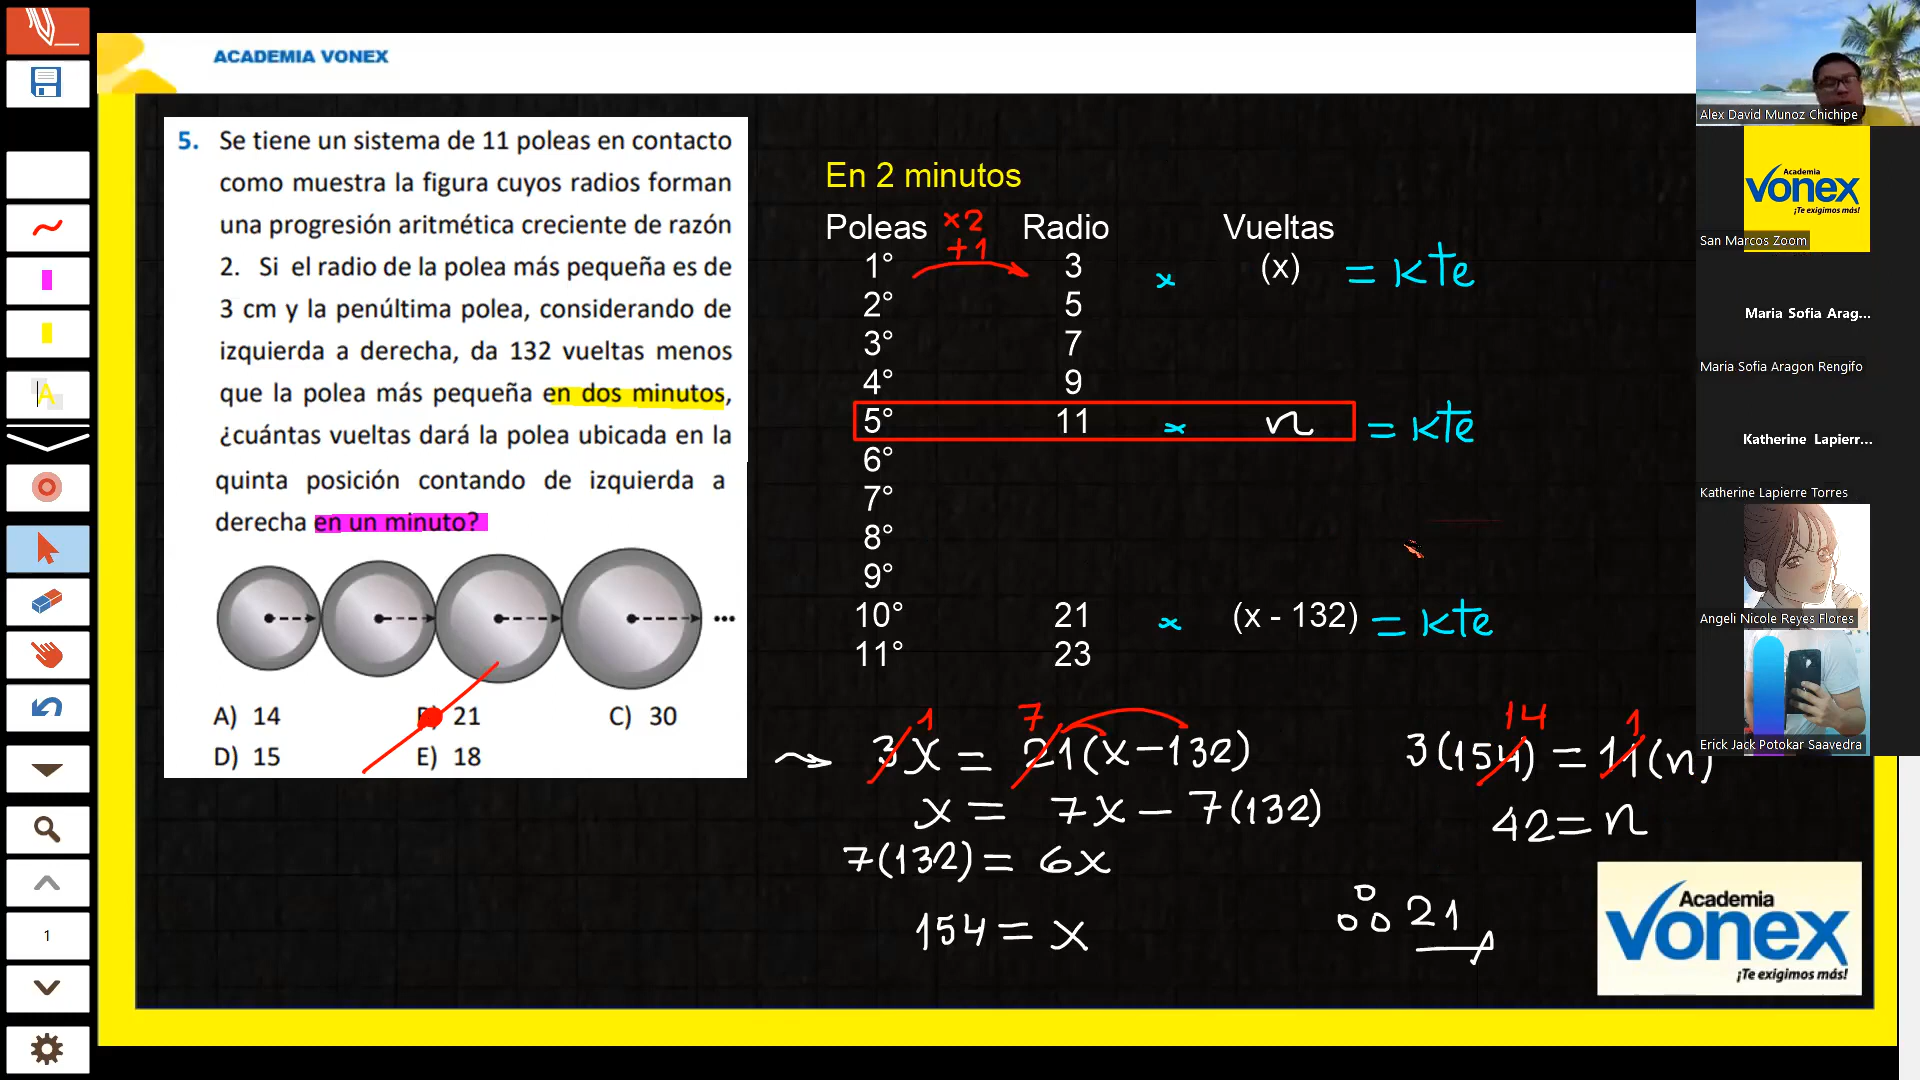 ACADEMIA VONEX
5. Se tiene un sistema de 11 poleas en contacto
como muestra la figura cuyos radios forman
una progresión aritmética creciente de razón
2. Si el radio de la polea más pequeña es de
3 cm y la penúltima polea, considerando de
izquierda a derecha, da 132 vueltas menos
que la polea más pequeña en dos minutos,
¿cuántas vueltas dará la polea ubicada en la
quinta posición contando de izquierda a
derecha en un minuto?
A) 14 B) 21 C) 30
D) 15 E) 18
En 2 minutos
Poleas ×2 +1 Radio Vueltas
1° 3 × (x) = kte
2° 5
3° 7
4° 9
5° 11 × n = kte
6°
7°
8°
9°
10° 21 × (x - 132) = kte
11° 23
3x = 21(x-132)
1 7
x = 7x - 7(132)
7(132) = 6x
154 = x
3(154) = 11(n)
14 1
42 = n
21
Academia
vonex
¡Te exigimos más!
Alex David Munoz Chichipe
Academia
vonex
¡Te exigimos más!
San Marcos Zoom
Maria Sofia Arag...
Maria Sofia Aragon Rengifo
Katherine Lapierr...
Katherine Lapierre Torres
Angeli Nicole Reyes Flores
Erick Jack Potokar Saavedra
A
1